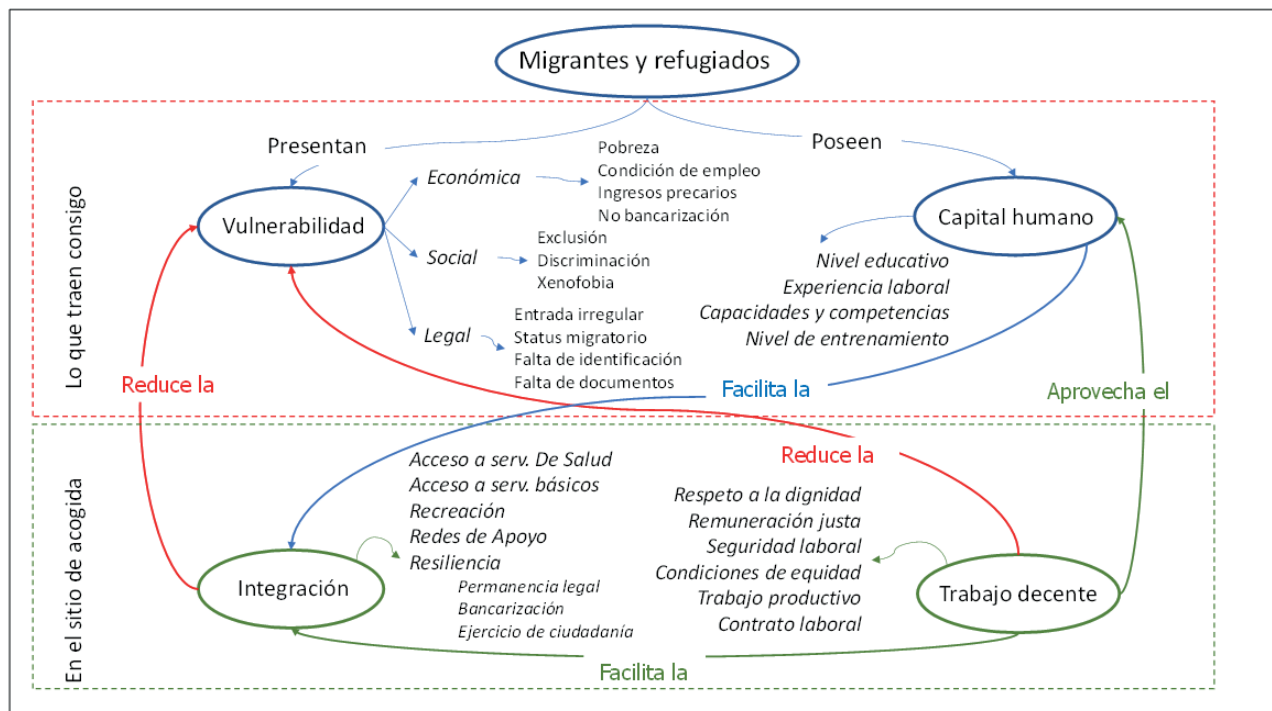 Migrantes y refugiados
Lo que traen consigo
Presentan
Poseen
Vulnerabilidad
Económica
Pobreza
Condición de empleo
Ingresos precarios
No bancarización
Social
Exclusión
Discriminación
Xenofobia
Legal
Entrada irregular
Status migratorio
Falta de identificación
Falta de documentos
Capital humano
Nivel educativo
Experiencia laboral
Capacidades y competencias
Nivel de entrenamiento
Reduce la
Facilita la
Aprovecha el
En el sitio de acogida
Reduce la
Integración
Acceso a serv. De Salud
Acceso a serv. básicos
Recreación
Redes de Apoyo
Resiliencia
Permanencia legal
Bancarización
Ejercicio de ciudadanía
Respeto a la dignidad
Remuneración justa
Seguridad laboral
Condiciones de equidad
Trabajo productivo
Contrato laboral
Trabajo decente
Facilita la